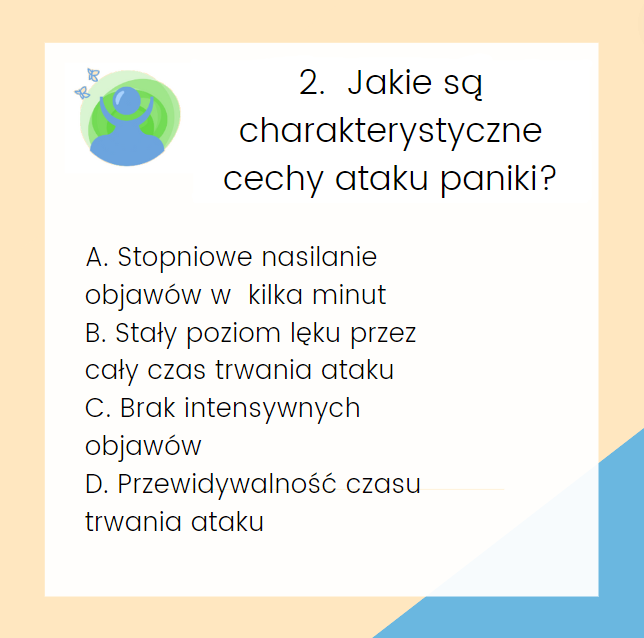 2. Jakie są
charakterystyczne
cechy ataku paniki?
A. Stopniowe nasilanie
objawów w kilka minut
B. Stały poziom lęku przez
cały czas trwania ataku
C. Brak intensywnych
objawów
D. Przewidywalność czasu
trwania ataku